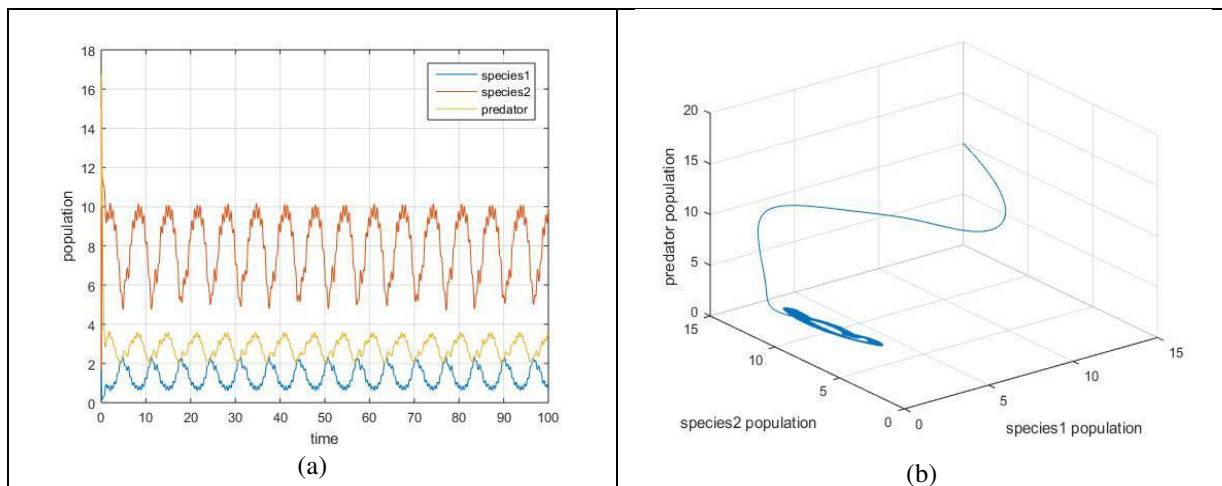 18
16
14
12
10
8
6
4
2
0
population
species1
species2
predator
0 10 20 30 40 50 60 70 80 90 100
time
(a)
20
15
10
5
0
predator population
15
10
5
0
species2 population
0
5
10
15
species1 population
(b)